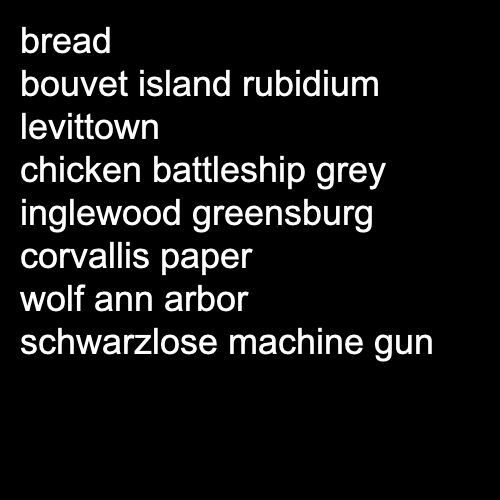 bread
bouvet island rubidium
levittown
chicken battleship grey
inglewood greensburg
corvallis paper
wolf ann arbor
schwarzlose machine gun